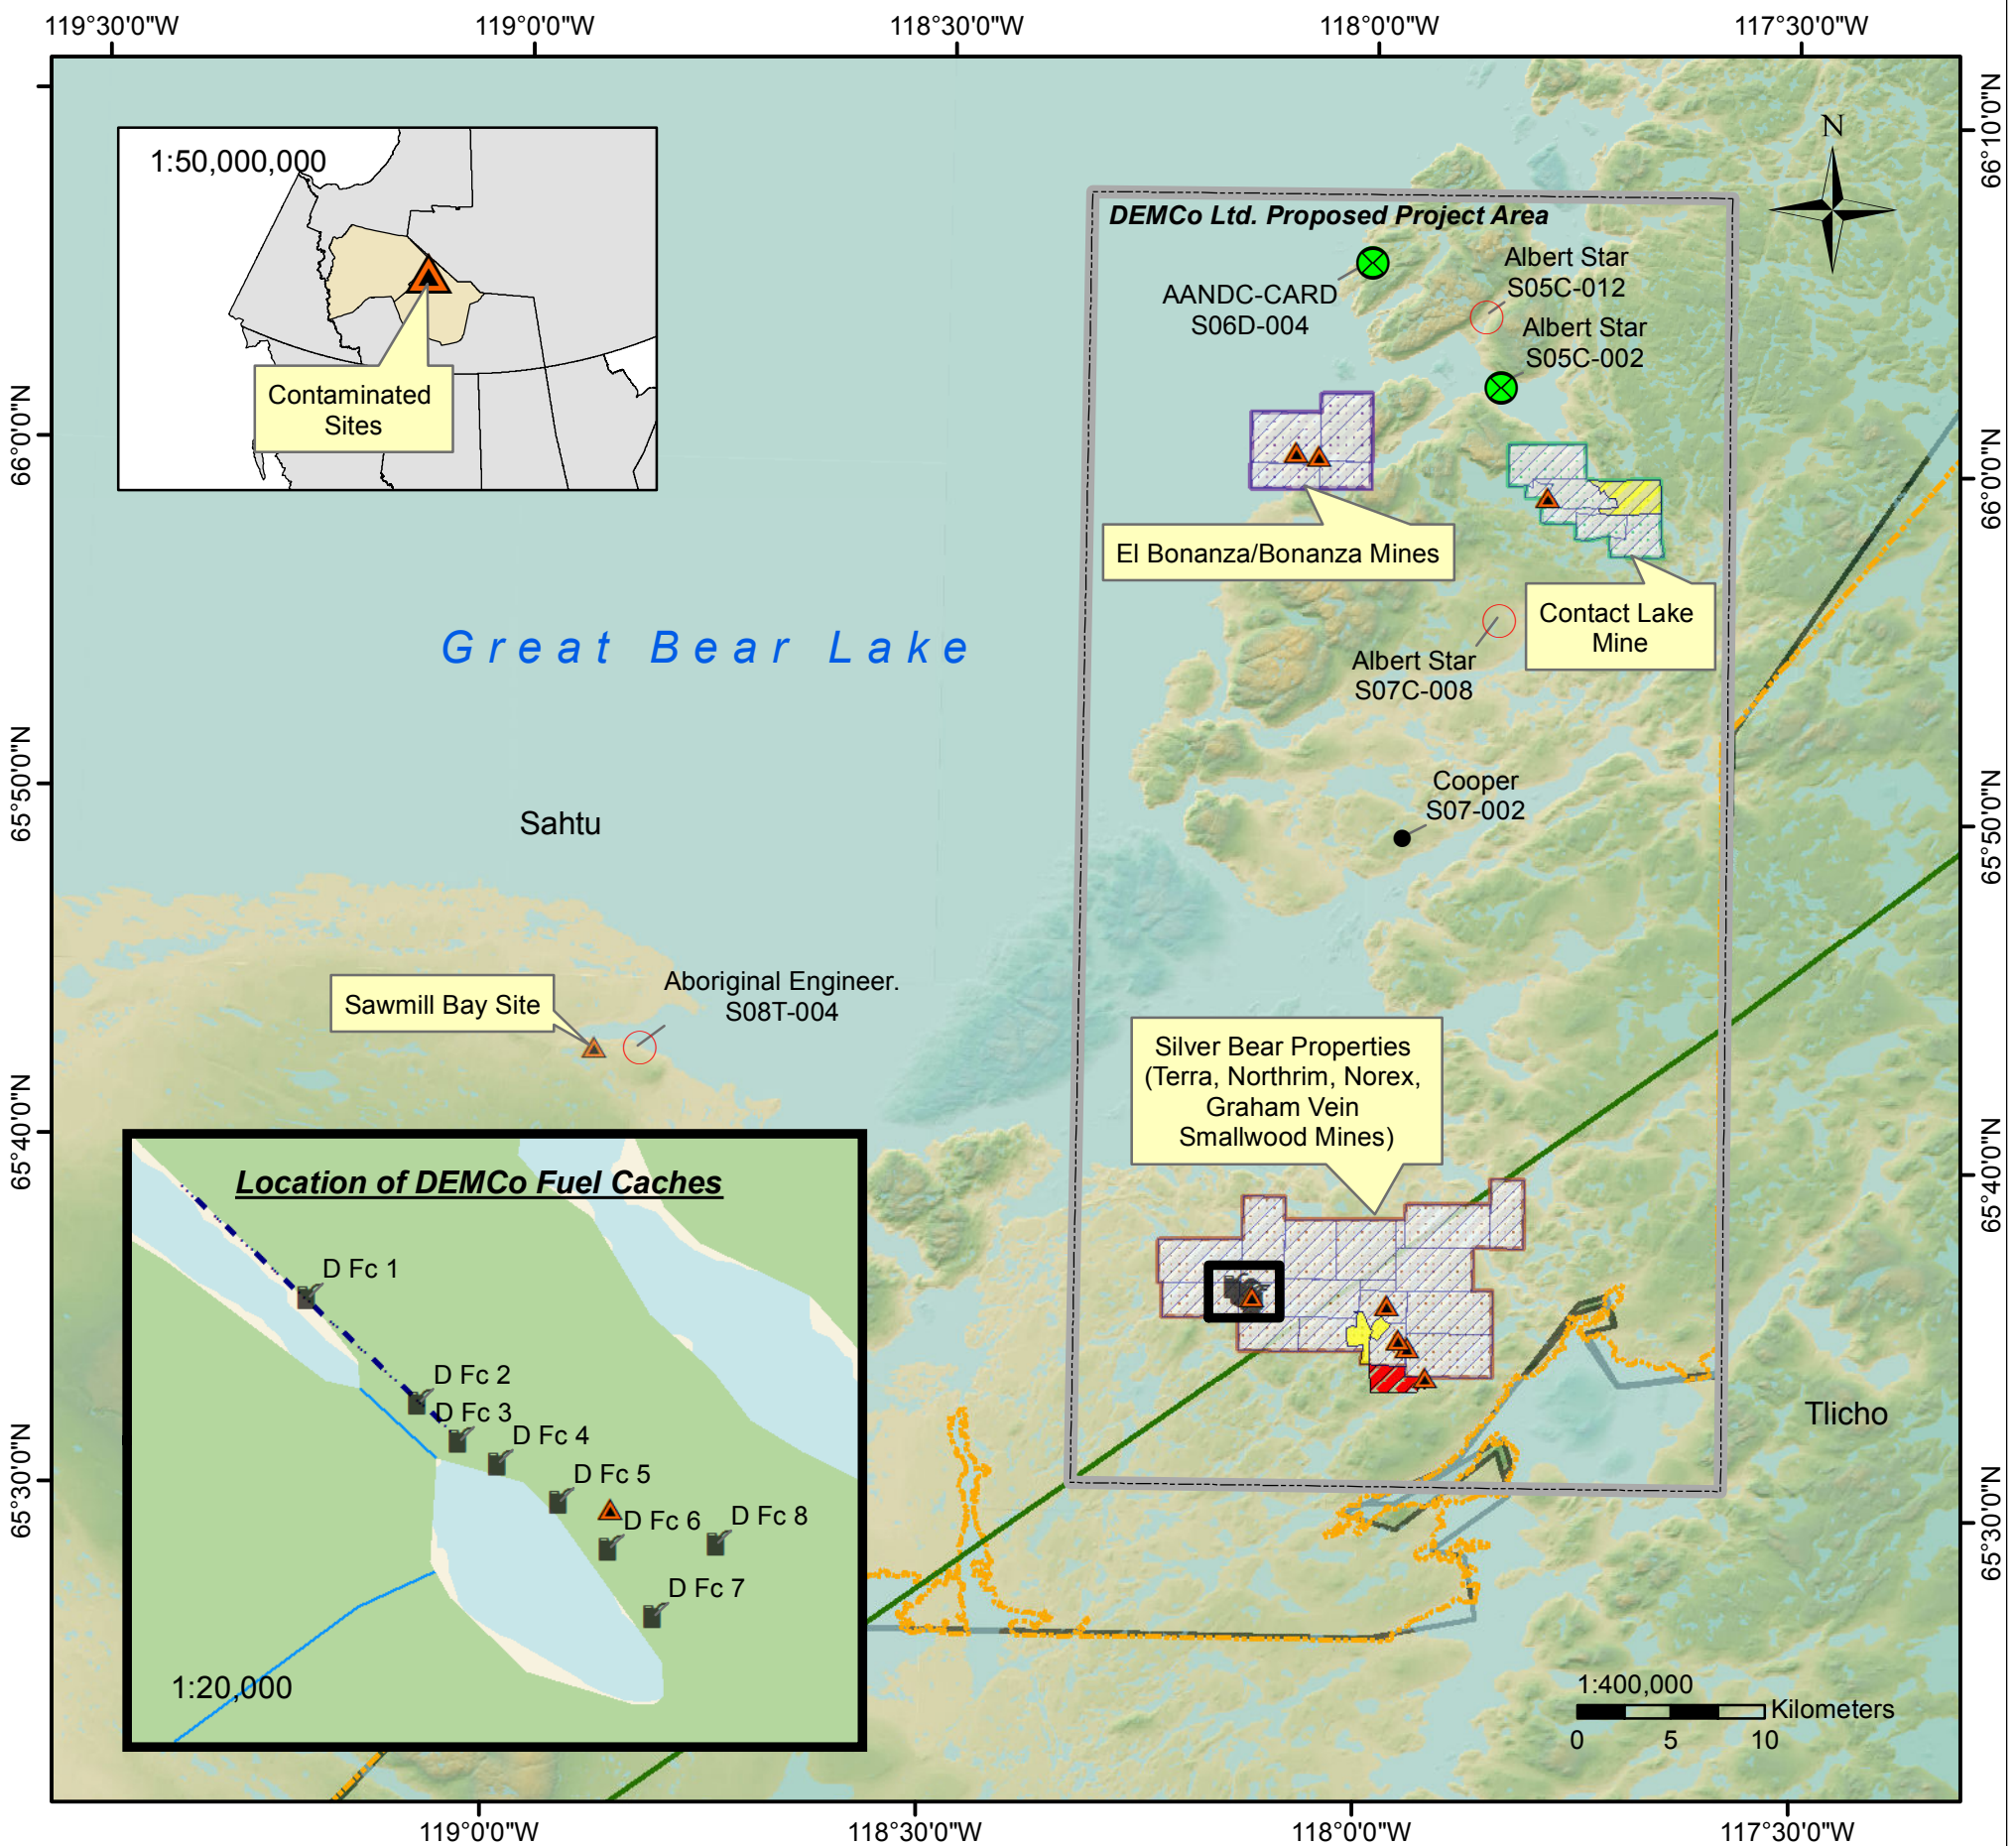 119°30'0"W
119°0'0"W
118°30'0"W
118°0'0"W
117°30'0"W
66°10'0"N
1:50,000,000
Contaminated
Sites
N
DEMCo Ltd. Proposed Project Area
AANDC-CARD
S06D-004
Albert Star
S05C-012
Albert Star
S05C-002
66°0'0"N
66°0'0"N
El Bonanza/Bonanza Mines
Contact Lake
Mine
Great Bear Lake
Albert Star
S07C-008
65°50'0"N
65°50'0"N
Sahtu
Cooper
S07-002
Sawmill Bay Site
Aboriginal Engineer.
S08T-004
Silver Bear Properties
(Terra, Northrim, Norex,
Graham Vein
Smallwood Mines)
65°40'0"N
65°40'0"N
Location of DEMCo Fuel Caches
D Fc 1
D Fc 2
D Fc 3
D Fc 4
D Fc 5
D Fc 6
D Fc 8
D Fc 7
1:20,000
Tlicho
65°30'0"N
65°30'0"N
1:400,000
Kilometers
0 5 10
119°0'0"W
118°30'0"W
118°0'0"W
117°30'0"W